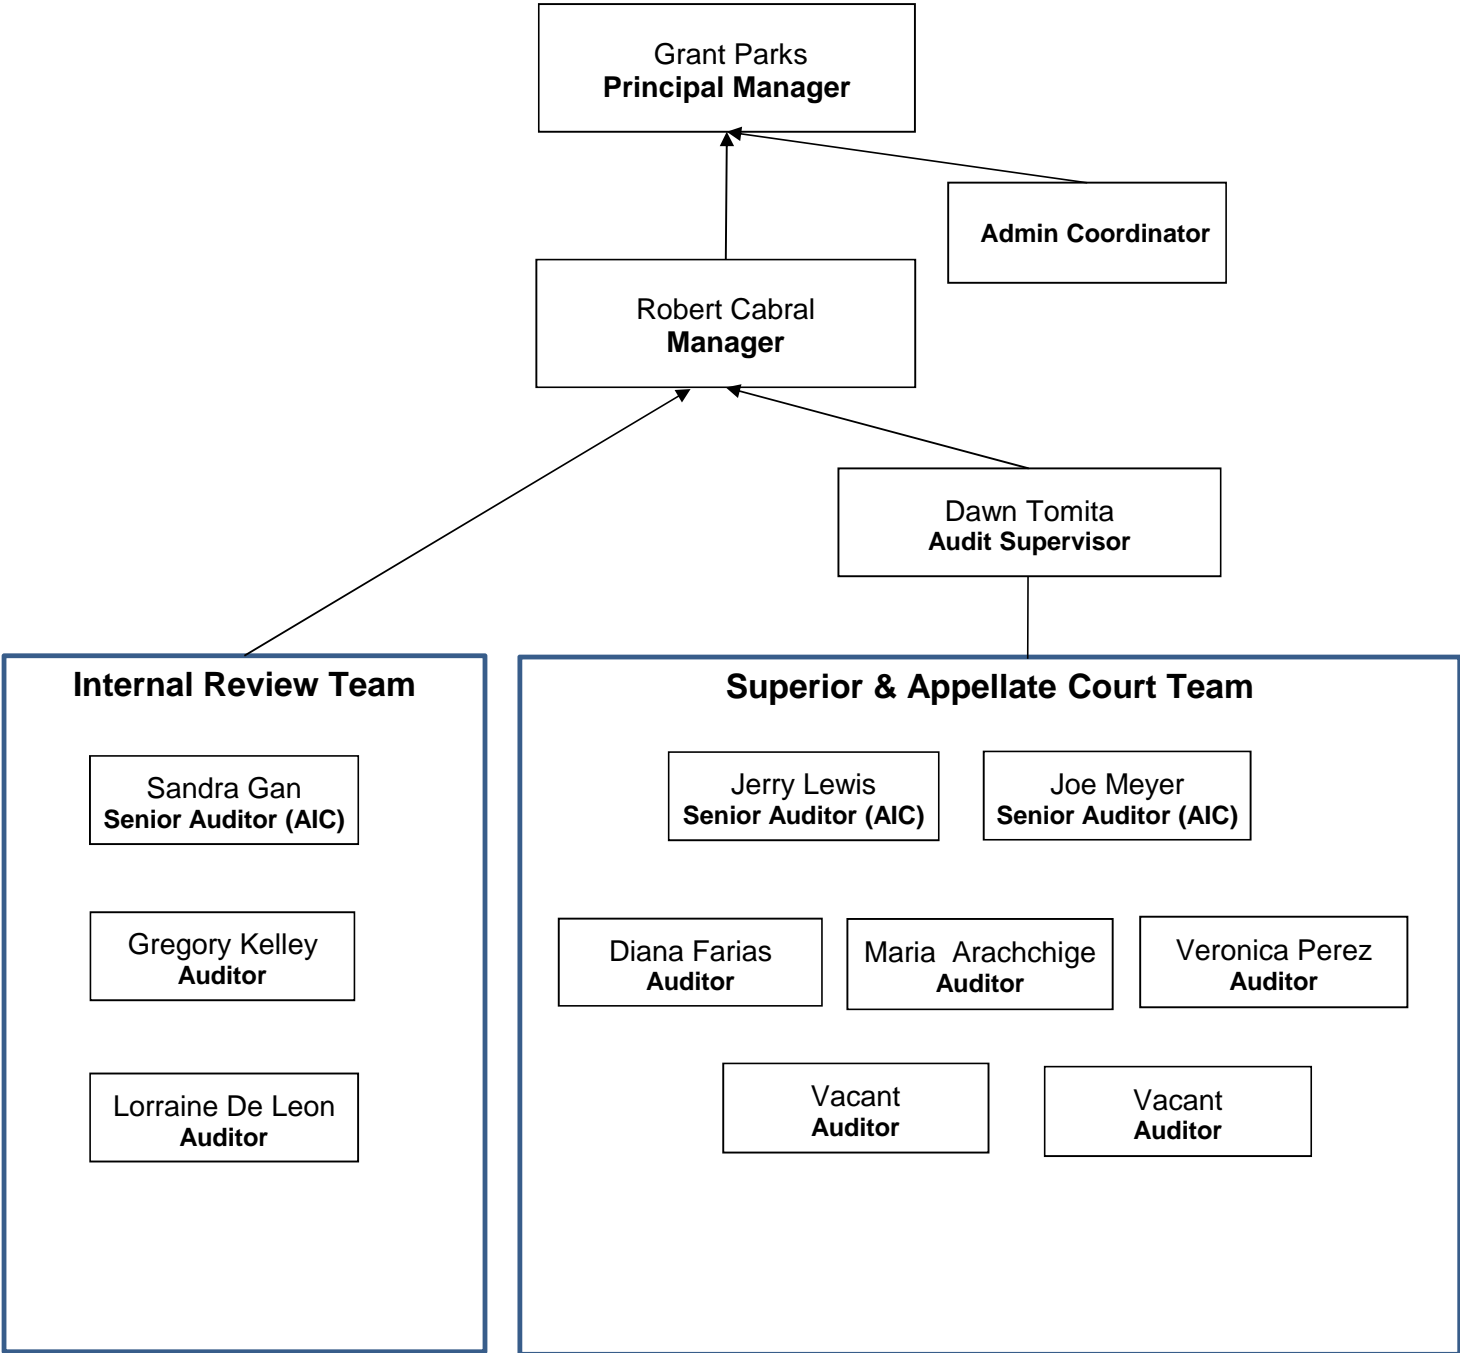 Grant Parks
Principal Manager
Admin Coordinator
Robert Cabral
Manager
Dawn Tomita
Audit Supervisor
Internal Review Team
Sandra Gan
Senior Auditor (AIC)
Gregory Kelley
Auditor
Lorraine De Leon
Auditor
Superior & Appellate Court Team
Jerry Lewis
Senior Auditor (AIC)
Joe Meyer
Senior Auditor (AIC)
Diana Farias
Auditor
Maria  Arachchige
Auditor
Veronica Perez
Auditor
Vacant
Auditor
Vacant
Auditor